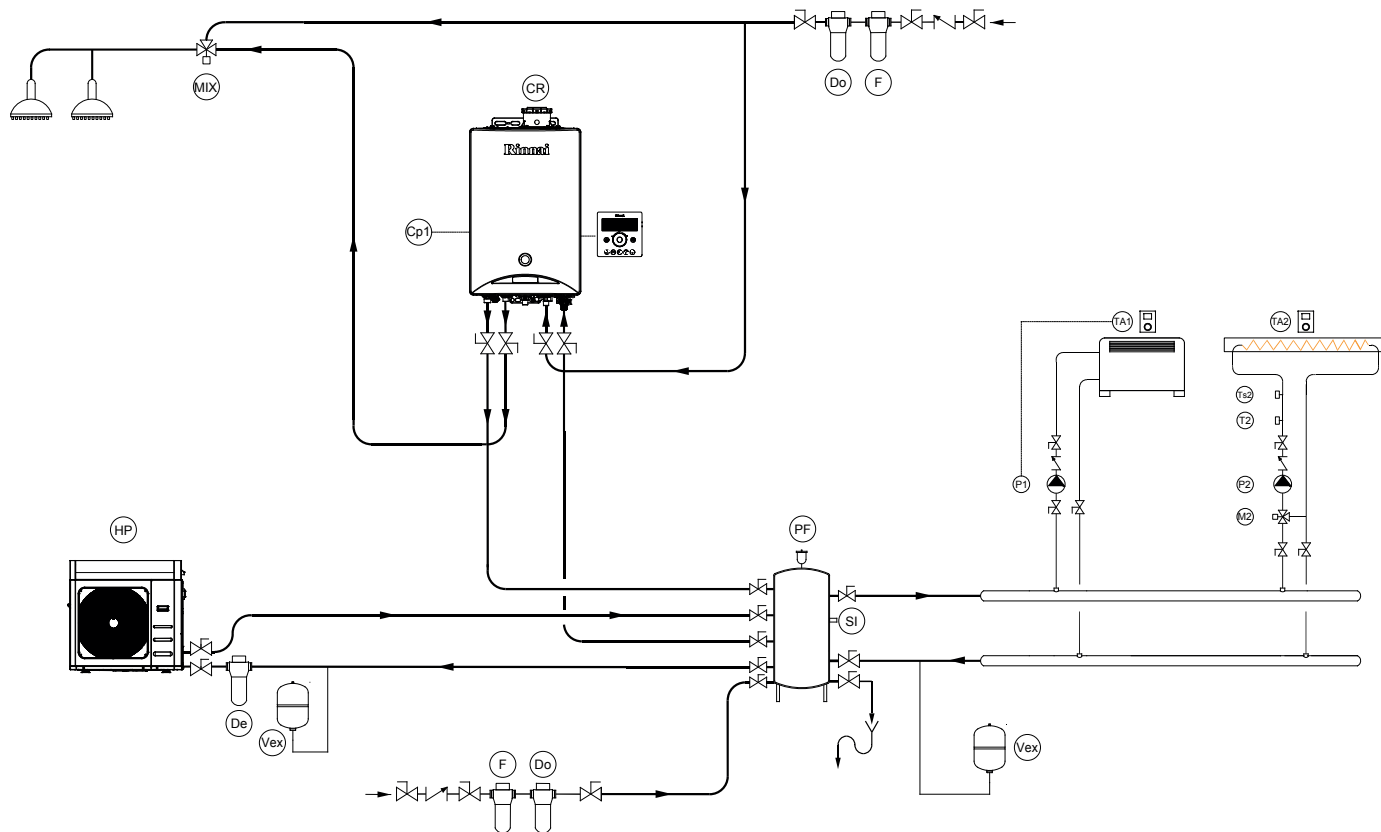 Do
F
MIX
CR
Rinnai
Cp1
TA1
TA2
Ts2
T2
P1
P2
M2
HP
PF
SI
De
Vex
Vex
F
Do